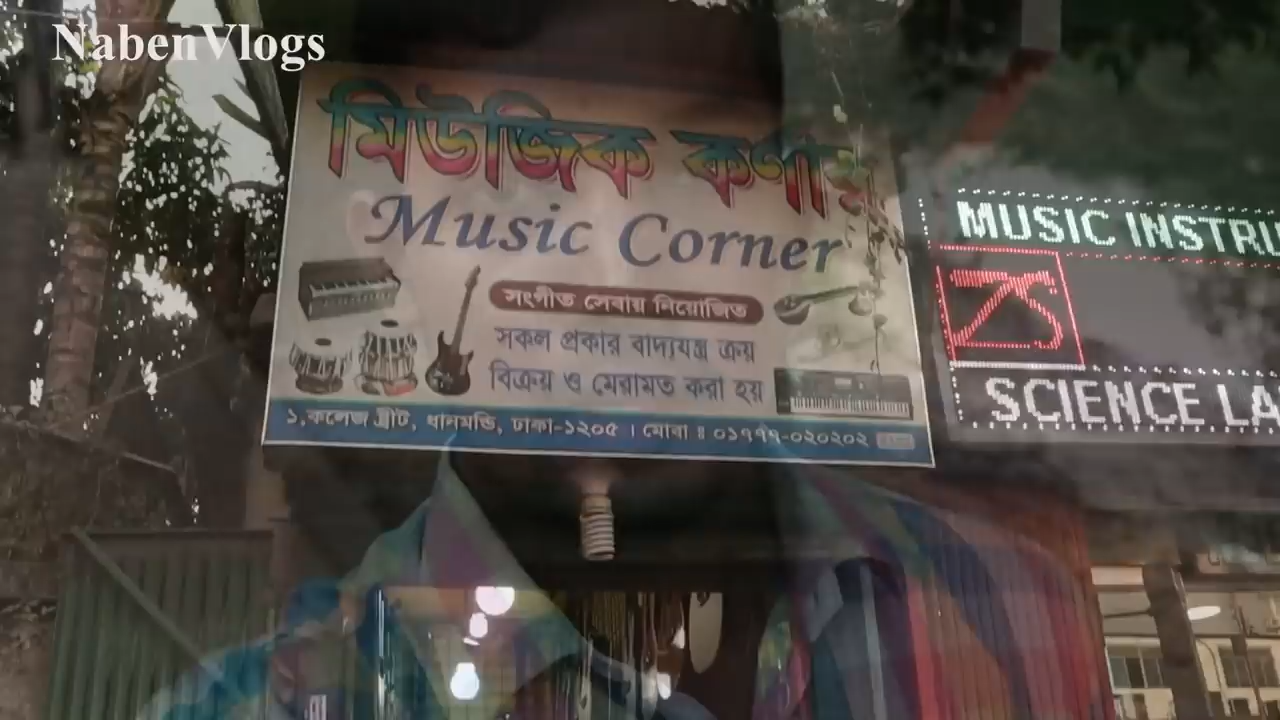 NabenVlogs
মিউজিক কর্ণার
Music Corner
সংগীত সেবায় নিয়োজিত
সকল প্রকার বাদ্যযন্ত্র ক্রয়
বিক্রয় ও মেরামত করা হয়
১,কলেজ স্ট্রীট, ধানমন্ডি, ঢাকা-১২০৫ । মোবা ঃ ০১৭৭৭-০২০২০২
MUSIC INSTRU
ZS
SCIENCE LA